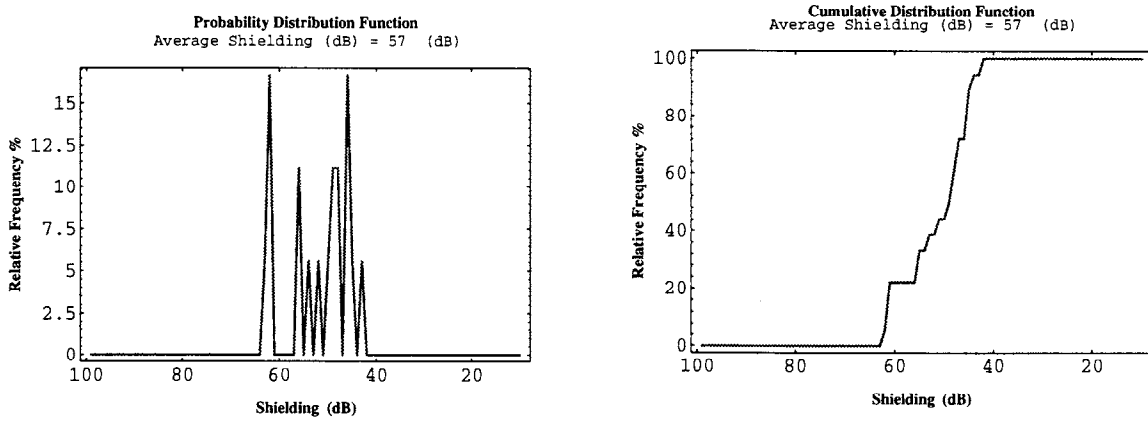 Probability Distribution Function
Average Shielding (dB) = 57 (dB)
15
12.5
10
7.5
5
2.5
0
100 80 60 40 20
Relative Frequency %
Shielding (dB)
Cumulative Distribution Function
Average Shielding (dB) = 57 (dB)
100
80
60
40
20
0
100 80 60 40 20
Relative Frequency %
Shielding (dB)